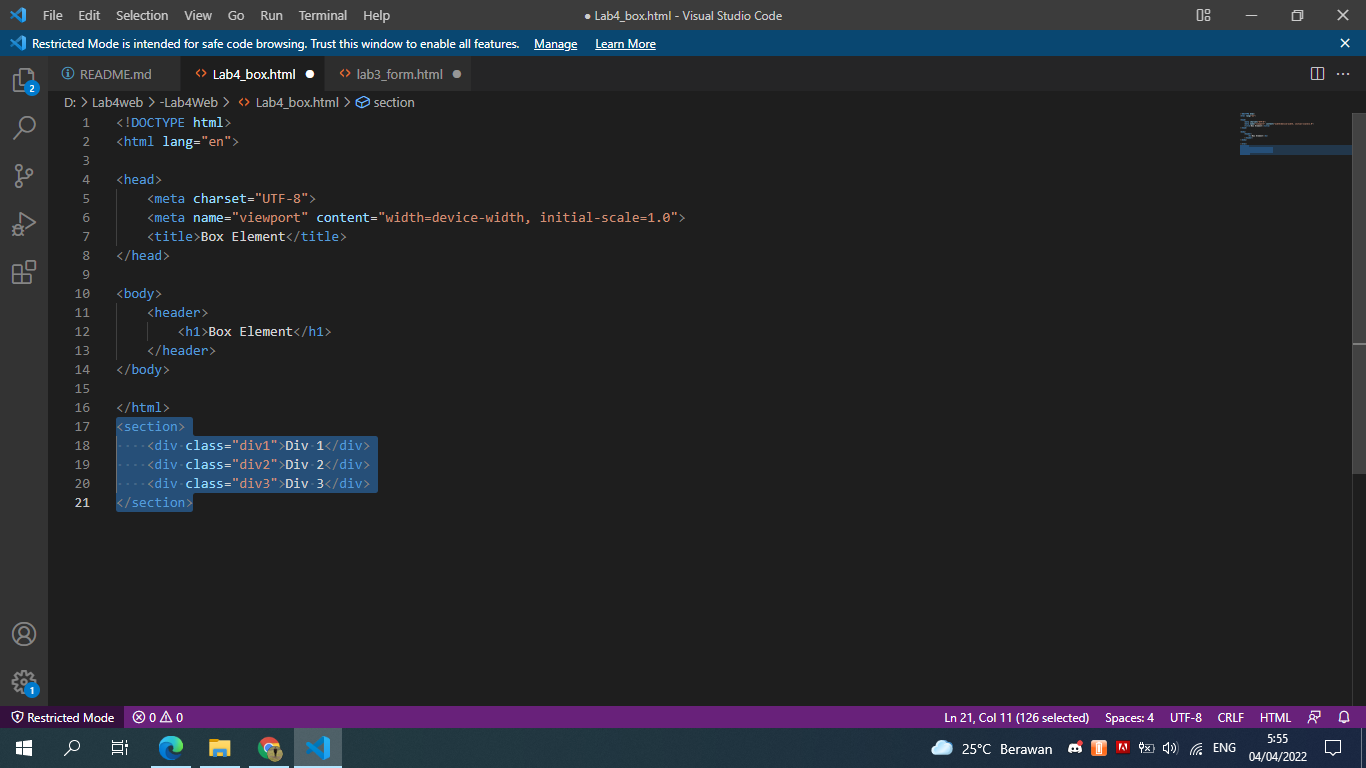 File Edit Selection View Go Run Terminal Help ● Lab4_box.html - Visual Studio Code
Restricted Mode is intended for safe code browsing. Trust this window to enable all features. Manage Learn More
README.md Lab4_box.html lab3_form.html
D: > Lab4web > -Lab4Web > Lab4_box.html > section
1 <!DOCTYPE html>
2 <html lang="en">
3
4 <head>
5     <meta charset="UTF-8">
6     <meta name="viewport" content="width=device-width, initial-scale=1.0">
7     <title>Box Element</title>
8 </head>
9
10 <body>
11     <header>
12         <h1>Box Element</h1>
13     </header>
14 </body>
15
16 </html>
17 <section>
18     <div class="div1">Div 1</div>
19     <div class="div2">Div 2</div>
20     <div class="div3">Div 3</div>
21 </section>
2
1
Restricted Mode 0 0 Ln 21, Col 11 (126 selected) Spaces: 4 UTF-8 CRLF HTML
25°C Berawan ENG 5:55
04/04/2022